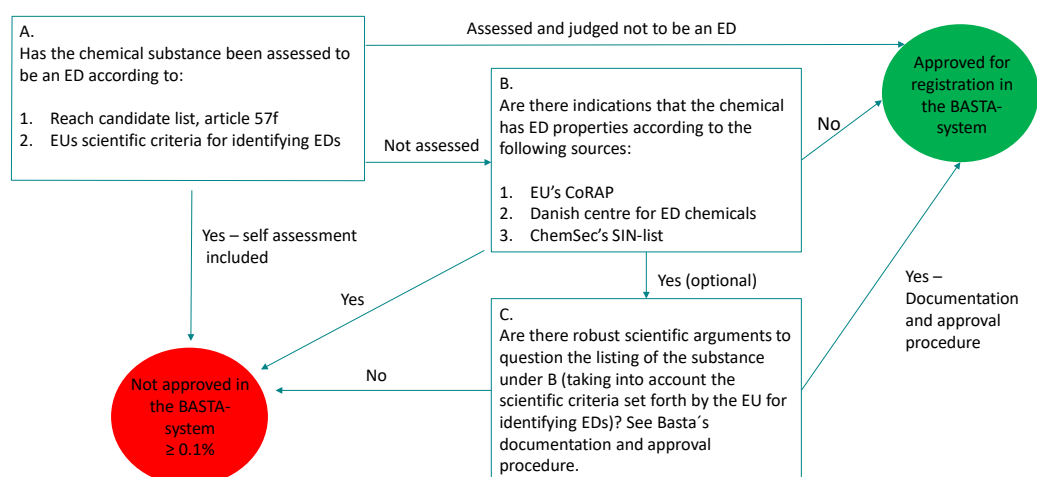 A.
Has the chemical substance been assessed to
be an ED according to:
1. Reach candidate list, article 57f
2. EUs scientific criteria for identifying EDs
Assessed and judged not to be an ED
Approved for
registration in
the BASTA-
system
Not assessed
B.
Are there indications that the chemical
has ED properties according to the
following sources:
1. EU’s CoRAP
2. Danish centre for ED chemicals
3. ChemSec’s SIN-list
No
Yes – self assessment
included
Yes
Yes (optional)
Yes –
Documentation
and approval
procedure
C.
Are there robust scientific arguments to
question the listing of the substance
under B (taking into account the
scientific criteria set forth by the EU for
identifying EDs)? See Basta´s
documentation and approval
procedure.
No
Not approved in
the BASTA-
system
≥ 0.1%